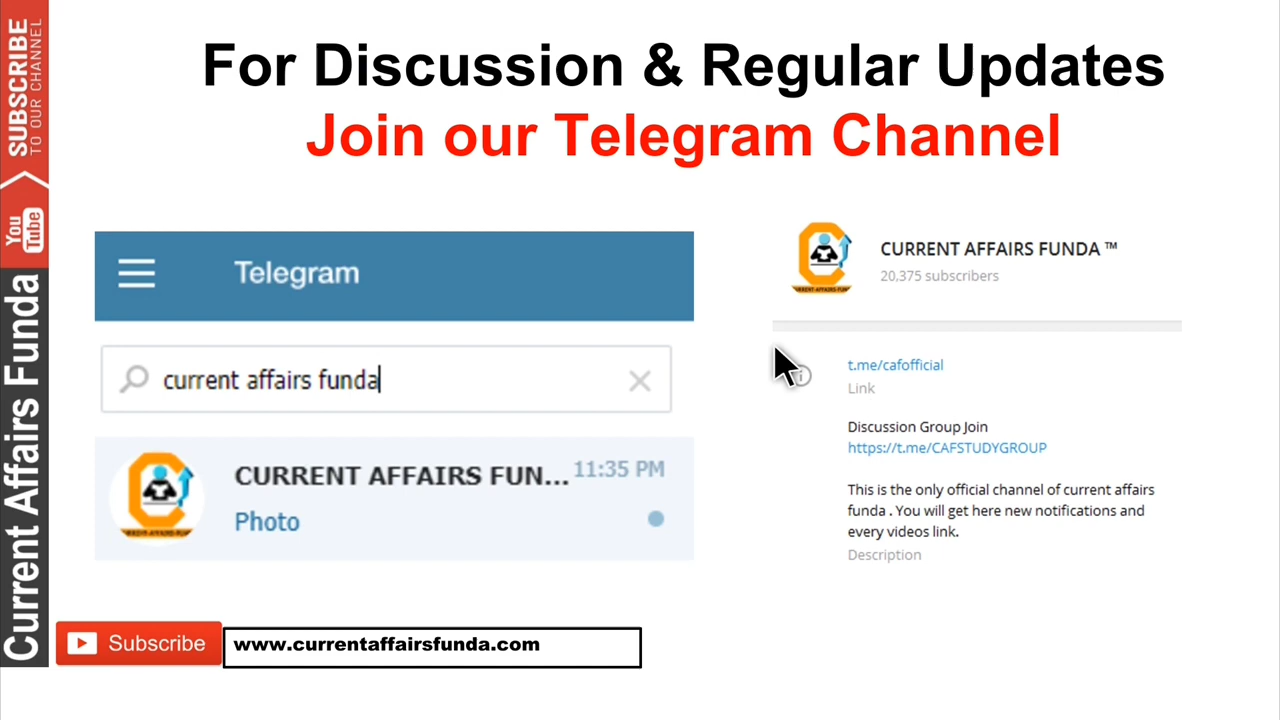 For Discussion & Regular Updates
Join our Telegram Channel
SUBSCRIBE
TO OUR CHANNEL
You
Tube
Current Affairs Funda
Telegram
current affairs funda
CURRENT AFFAIRS FUN...
11:35 PM
Photo
CURRENT AFFAIRS FUNDA ™
20,375 subscribers
t.me/cafofficial
Link
Discussion Group Join
https://t.me/CAFSTUDYGROUP
This is the only official channel of current affairs
funda . You will get here new notifications and
every videos link.
Description
Subscribe
www.currentaffairsfunda.com